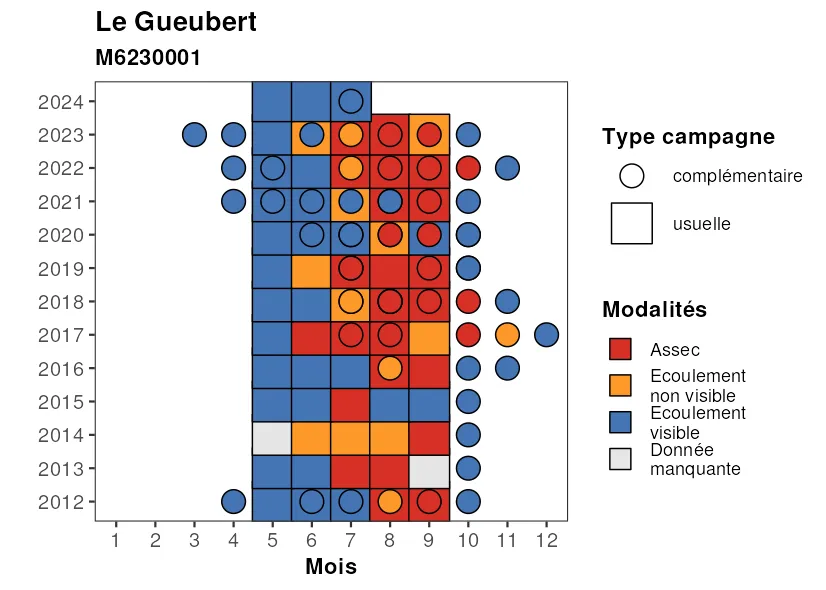 Le Gueubert
M6230001
2024
2023
2022
2021
2020
2019
2018
2017
2016
2015
2014
2013
2012
1 2 3 4 5 6 7 8 9 10 11 12
Mois
Type campagne
complémentaire
usuelle
Modalités
Assec
Ecoulement
non visible
Ecoulement
visible
Donnée
manquante